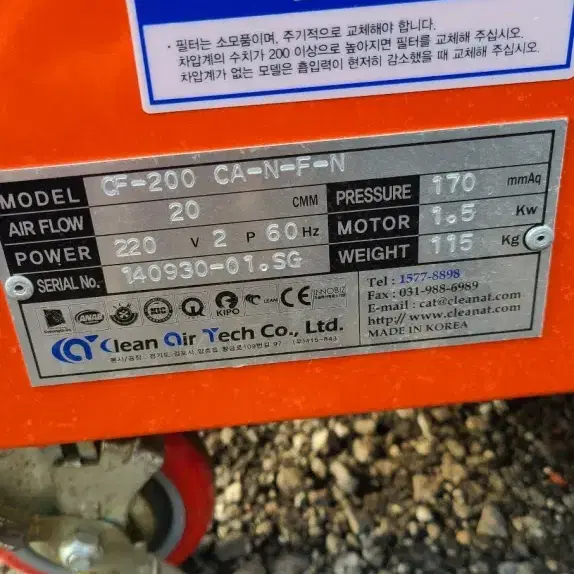 · 필터는 소모품이며, 주기적으로 교체해야 합니다.
차압계의 수치가 200 이상으로 높아지면 필터를 교체해 주십시오.
차압계가 없는 모델은 흡입력이 현저히 감소했을 때 교체해 주십시오.
MODEL CF-200 CA-N-F-N
AIR FLOW 20 CMM
POWER 220 V 2 P 60 Hz
SERIAL No. 140930-01.SG
PRESSURE 170 mmAq
MOTOR 1.5 Kw
WEIGHT 115 Kg
ANAB KIPO CLEAN CE INNOBIZ
Clean Air Tech Co., Ltd.
Tel : 1577-8898
Fax : 031-988-6989
E-mail : cat@cleanat.com
http://www.cleanat.com
MADE IN KOREA